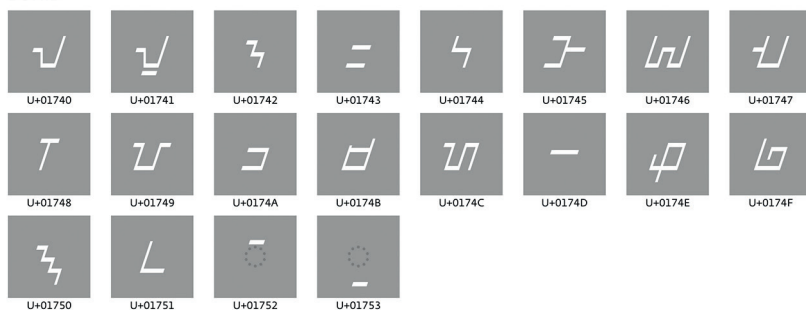 ᝀ ᝁ ᝂ ᝃ ᝄ ᝅ ᝆ ᝇ
U+01740 U+01741 U+01742 U+01743 U+01744 U+01745 U+01746 U+01747
ᝈ ᝉ ᝊ ᝋ ᝌ ᝍ ᝎ ᝏ
U+01748 U+01749 U+0174A U+0174B U+0174C U+0174D U+0174E U+0174F
ᝐ ᝑ ◌ᝒ ◌ᝓ
U+01750 U+01751 U+01752 U+01753